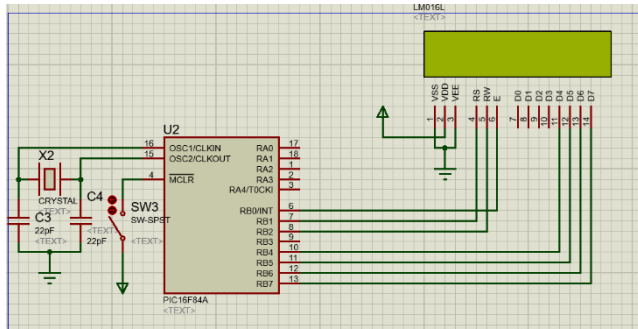 LM016L
<TEXT>
VSS
VDD
VEE
RS
RW
E
D0
D1
D2
D3
D4
D5
D6
D7
1
2
3
4
5
6
7
8
9
10
11
12
13
14
U2
16 OSC1/CLKIN RA0 17
15 OSC2/CLKOUT RA1 18
RA2 1
4 MCLR RA3 2
RA4/T0CKI 3
RB0/INT 6
RB1 7
RB2 8
RB3 9
RB4 10
RB5 11
RB6 12
RB7 13
PIC16F84A
<TEXT>
X2
CRYSTAL
<TEXT>
C3
22pF
<TEXT>
C4
<TEXT>
22pF
SW3
SW-SPST
<TEXT>